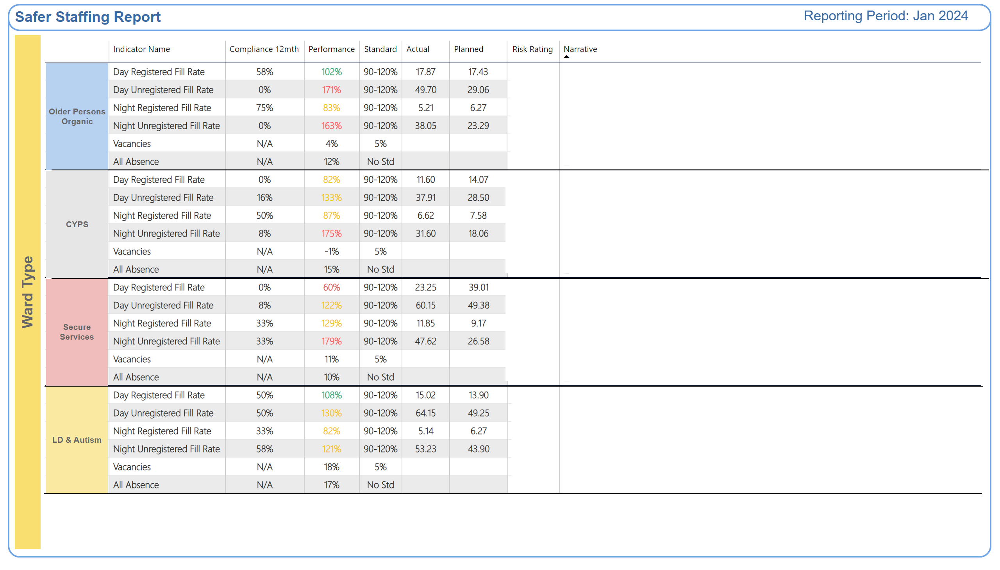 Safer Staffing Report
Reporting Period: Jan 2024
Ward Type
Indicator Name Compliance 12mth Performance Standard Actual Planned Risk Rating Narrative
Older Persons
Organic
Day Registered Fill Rate 58% 102% 90-120% 17.87 17.43
Day Unregistered Fill Rate 0% 171% 90-120% 49.70 29.06
Night Registered Fill Rate 75% 83% 90-120% 5.21 6.27
Night Unregistered Fill Rate 0% 163% 90-120% 38.05 23.29
Vacancies N/A 4% 5%
All Absence N/A 12% No Std
CYPS
Day Registered Fill Rate 0% 82% 90-120% 11.60 14.07
Day Unregistered Fill Rate 16% 133% 90-120% 37.91 28.50
Night Registered Fill Rate 50% 87% 90-120% 6.62 7.58
Night Unregistered Fill Rate 8% 175% 90-120% 31.60 18.06
Vacancies N/A -1% 5%
All Absence N/A 15% No Std
Secure
Services
Day Registered Fill Rate 0% 60% 90-120% 23.25 39.01
Day Unregistered Fill Rate 8% 122% 90-120% 60.15 49.38
Night Registered Fill Rate 33% 129% 90-120% 11.85 9.17
Night Unregistered Fill Rate 33% 179% 90-120% 47.62 26.58
Vacancies N/A 11% 5%
All Absence N/A 10% No Std
LD & Autism
Day Registered Fill Rate 50% 108% 90-120% 15.02 13.90
Day Unregistered Fill Rate 50% 130% 90-120% 64.15 49.25
Night Registered Fill Rate 33% 82% 90-120% 5.14 6.27
Night Unregistered Fill Rate 58% 121% 90-120% 53.23 43.90
Vacancies N/A 18% 5%
All Absence N/A 17% No Std